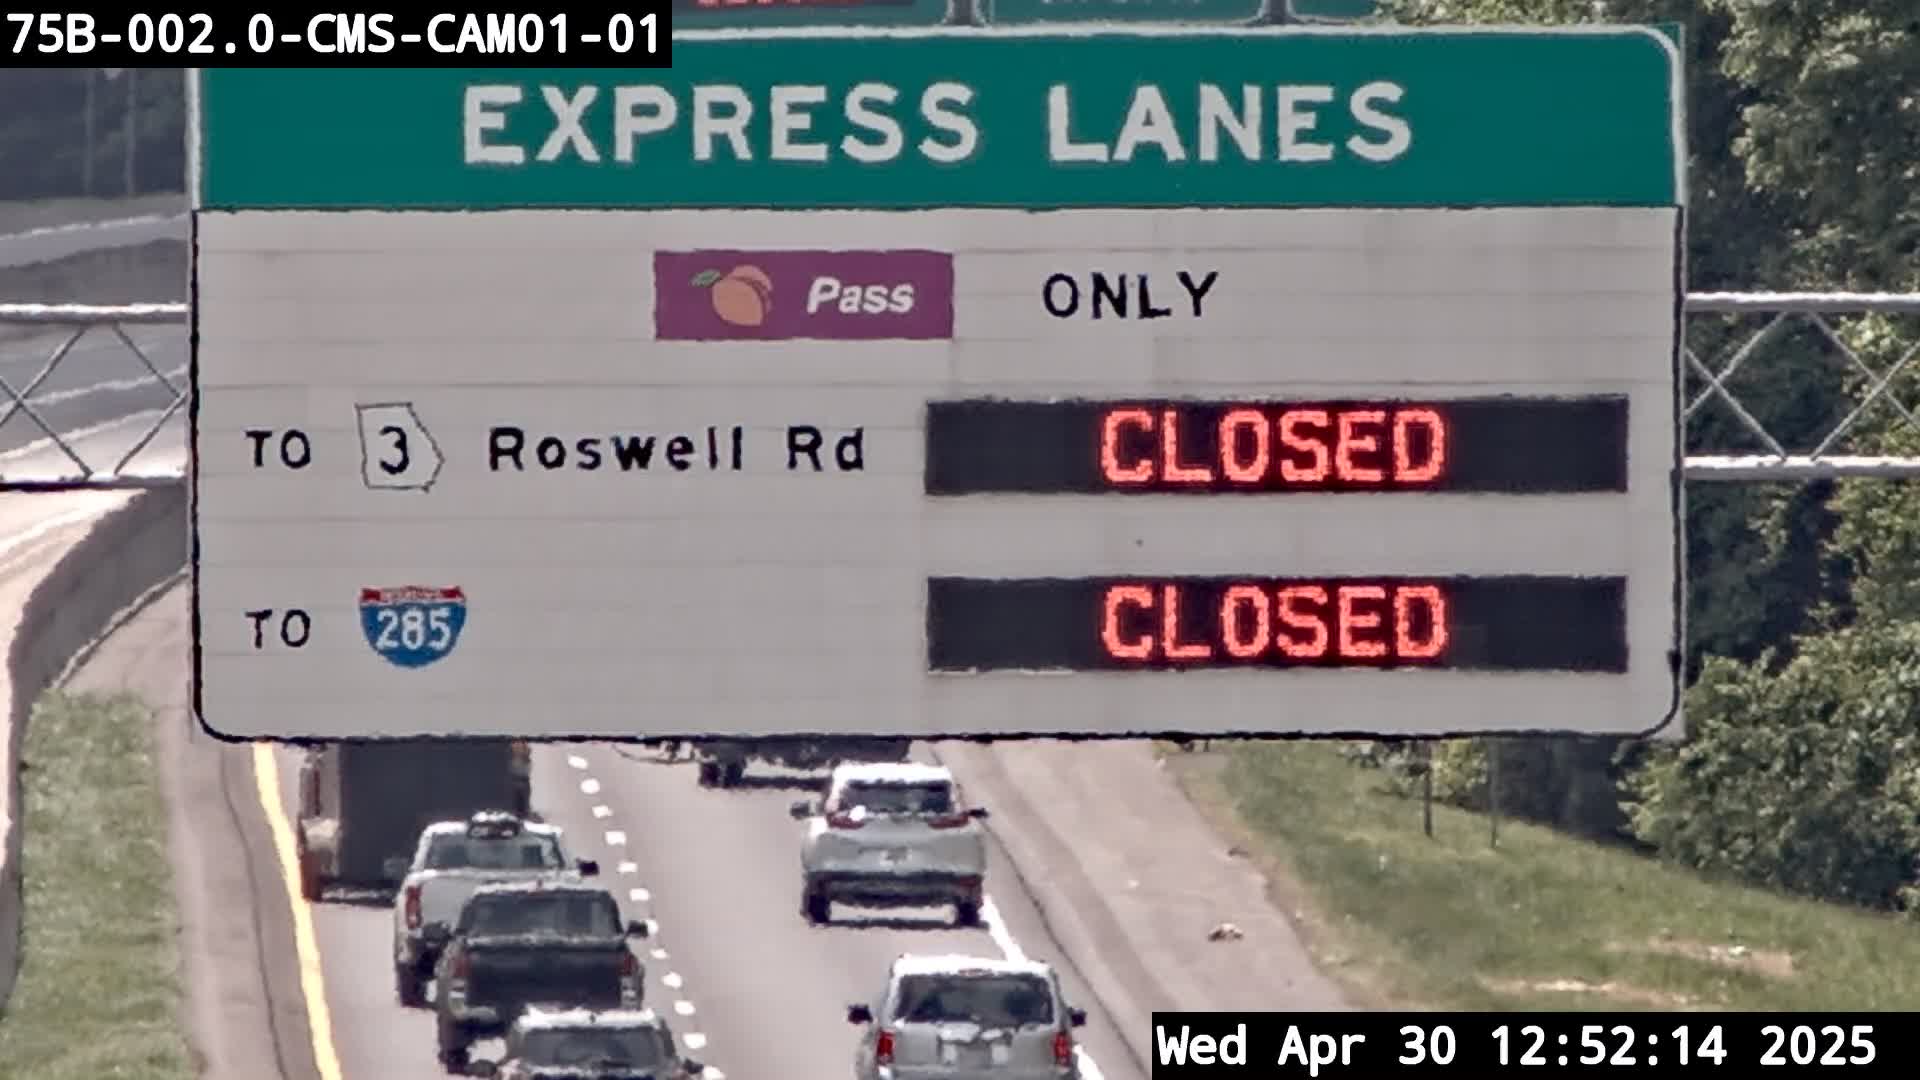 75B-002.0-CMS-CAM01-01
EXPRESS LANES
Pass ONLY
TO 3 Roswell Rd CLOSED
TO 285 CLOSED
Wed Apr 30 12:52:14 2025